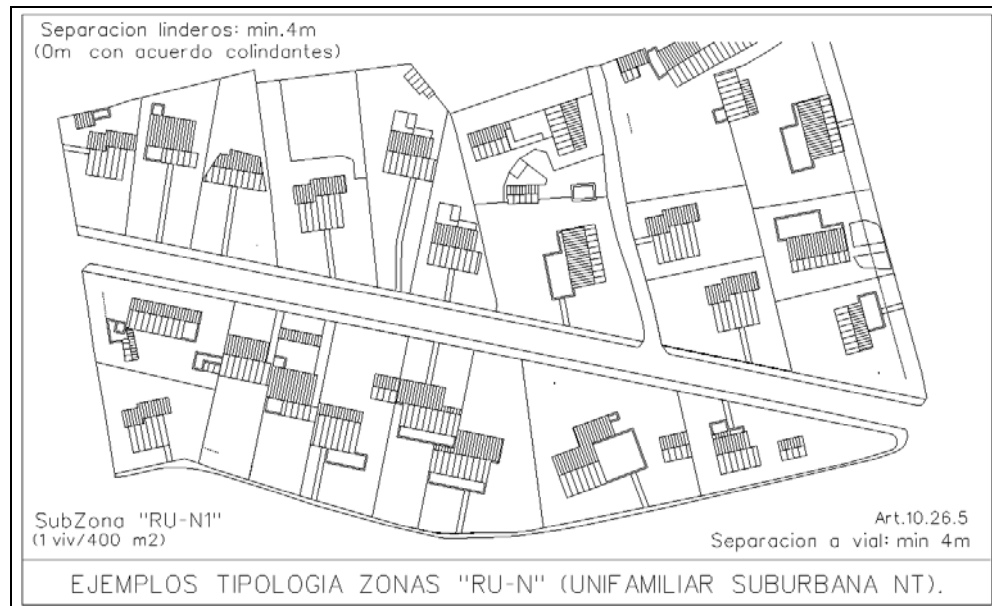 Separacion linderos: min.4m
(0m con acuerdo colindantes)
SubZona "RU-N1"
(1 viv/400 m2)
Art.10.26.5
Separacion a vial: min 4m
EJEMPLOS TIPOLOGIA ZONAS "RU-N" (UNIFAMILIAR SUBURBANA NT).